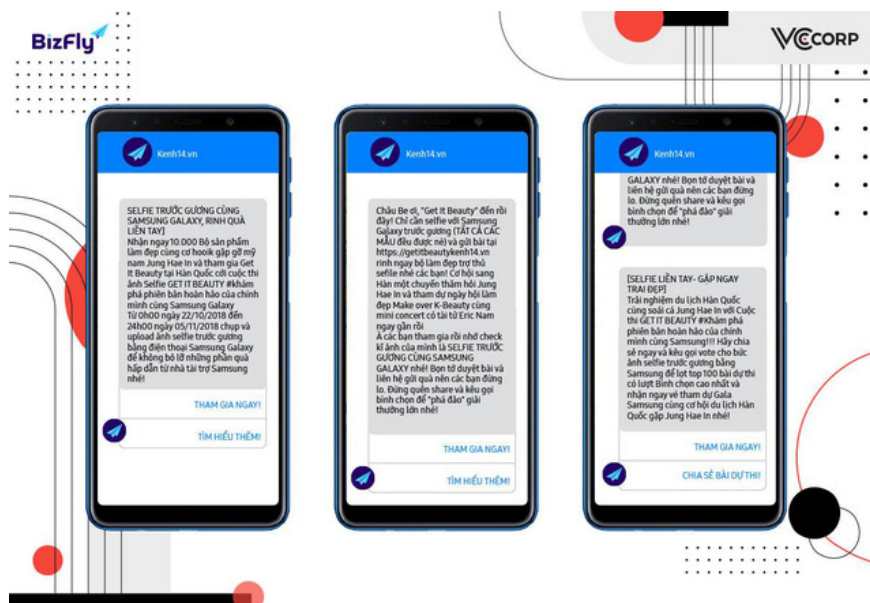 BizFly
VCCORP
Kenh14.vn
SELFIE TRƯỚC GƯƠNG CÙNG
SAMSUNG GALAXY, RINH QUÀ
LIỀN TAY]
Nhận ngay 10.000 Bộ sản phẩm
làm đẹp cùng cơ hooik gặp gỡ mỹ
nam Jung Hae In và tham gia Get
It Beauty tại Hàn Quốc cới cuộc thi
ảnh Selfie GET IT BEAUTY #khám
phá phiên bản hoàn hảo của chính
mình cùng Samsung Galaxy
Từ 0h00 ngày 22/10/2018 đến
24h00 ngày 05/11/2018 chụp và
upload ảnh selfie trước gương
bằng điện thoại Samsung Galaxy
để không bỏ lỡ những phần quà
hấp dẫn từ nhà tài trợ Samsung
nhé!
THAM GIA NGAY!
TÌM HIỂU THÊM!
Kenh14.vn
Châu Be ơi, "Get It Beauty" đến rồi
đây! Chỉ cần selfie với Samsung
Galaxy trước gương (TẤT CẢ CÁC
MẪU đều được nè) và gửi bài tại
https://getitbeautykenh14.vn
rinh ngay bộ làm đẹp trợ thủ
sefile nhé các bạn! Cơ hội sang
Hàn một chuyến thăm hỏi Jung
Hae In và tham dự ngày hội làm
đẹp Make over K-Beauty cùng
mini concert có tài tử Eric Nam
ngay gần rồi
À các bạn tham gia rồi nhớ check
kĩ ảnh của mình là SELFIE TRƯỚC
GƯƠNG CÙNG SAMSUNG
GALAXY nhé! Bọn tớ duyệt bài và
liên hệ gửi quà nên các bạn đừng
lo. Đừng quên share và kêu gọi
bình chọn để "phá đảo" giải
thưởng lớn nhé!
THAM GIA NGAY!
TÌM HIỂU THÊM!
Kenh14.vn
GALAXY nhé! Bọn tớ duyệt bài và
liên hệ gửi quà nên các bạn đừng
lo. Đừng quên share và kêu gọi
bình chọn để "phá đảo" giải
thưởng lớn nhé!
[SELFIE LIỀN TAY- GẶP NGAY
TRAI ĐẸP]
Trải nghiệm du lịch Hàn Quốc
cùng soái ca Jung Hae In với Cuộc
thi GET IT BEAUTY #Khám phá
phiên bản hoàn hảo của chính
mình cùng Samsung!!! Hãy chia
sẻ ngay và kêu gọi vote cho bức
ảnh selfie trước gương bằng
Samsung để lọt top 100 bài dự thi
có lượt Bình chọn cao nhất và
nhận ngay vé tham dự Gala
Samsung cùng cơ hội du lịch Hàn
Quốc gặp Jung Hae In nhé!
THAM GIA NGAY!
CHIA SẺ BÀI DỰ THI!